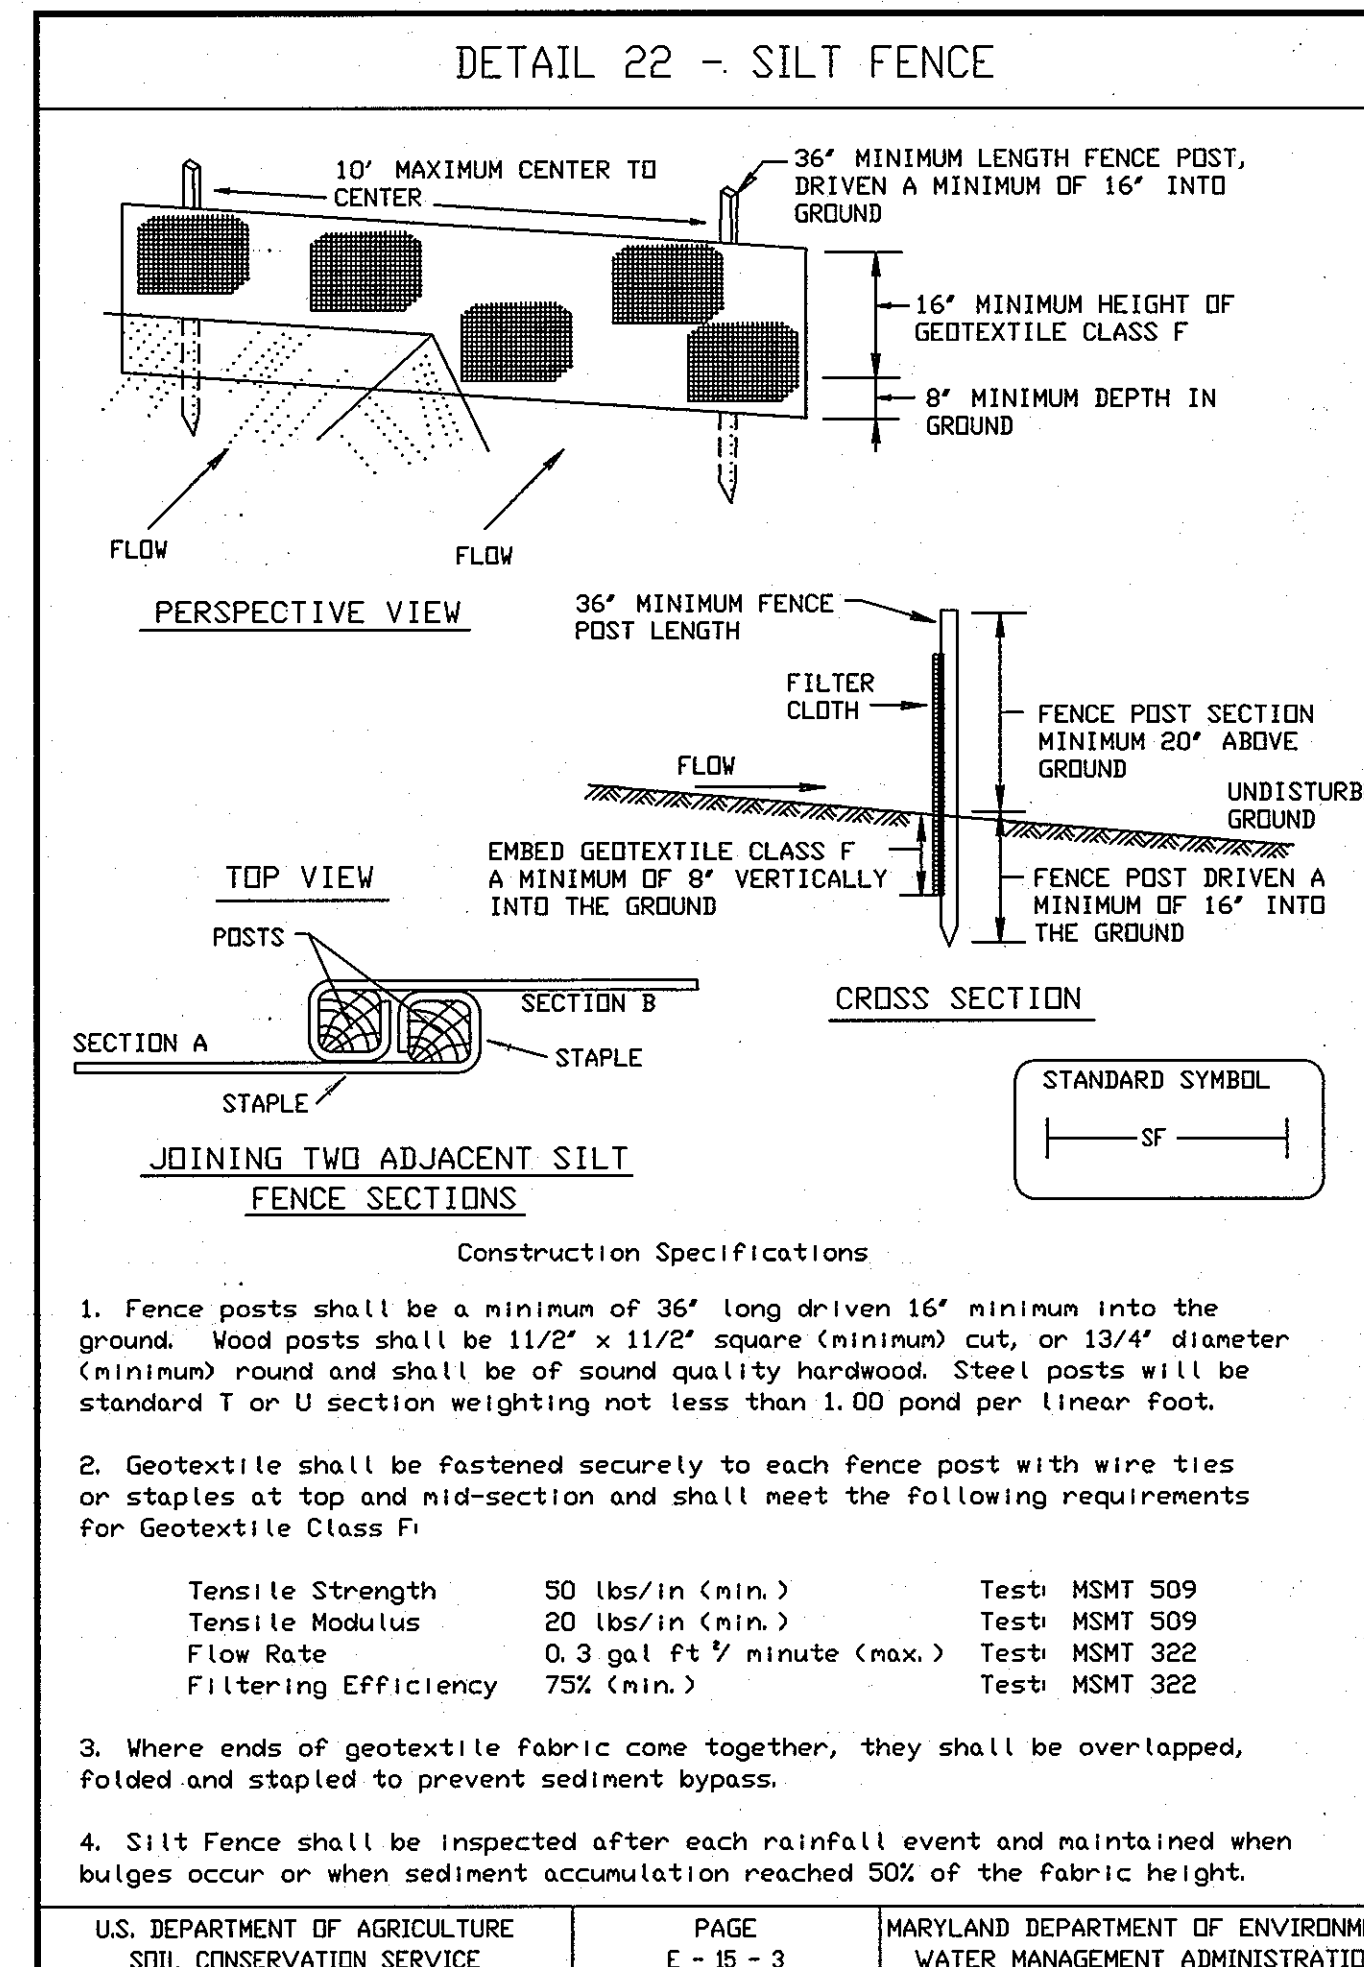 DETAIL 22 - SILT FENCE
10' MAXIMUM CENTER TO
CENTER
36" MINIMUM LENGTH FENCE POST,
DRIVEN A MINIMUM OF 16" INTO
GROUND
16" MINIMUM HEIGHT OF
GEOTEXTILE CLASS F
8" MINIMUM DEPTH IN
GROUND
FLOW
FLOW
PERSPECTIVE VIEW
36" MINIMUM FENCE
POST LENGTH
FILTER
CLOTH
FENCE POST SECTION
MINIMUM 20" ABOVE
GROUND
FLOW
UNDISTURB
GROUND
EMBED GEOTEXTILE CLASS F
A MINIMUM OF 8" VERTICALLY
INTO THE GROUND
FENCE POST DRIVEN A
MINIMUM OF 16" INTO
THE GROUND
TOP VIEW
POSTS
SECTION B
SECTION A
STAPLE
STAPLE
CROSS SECTION
JOINING TWO ADJACENT SILT
FENCE SECTIONS
STANDARD SYMBOL
SF
Construction Specifications
1. Fence posts shall be a minimum of 36" long driven 16" minimum into the
ground. Wood posts shall be 11/2" x 11/2" square (minimum) cut, or 13/4" diameter
(minimum) round and shall be of sound quality hardwood. Steel posts will be
standard T or U section weighting not less than 1.00 pond per linear foot.
2. Geotextile shall be fastened securely to each fence post with wire ties
or staples at top and mid-section and shall meet the following requirements
for Geotextile Class F:
Tensile Strength 50 lbs/in (min.) Test: MSMT 509
Tensile Modulus 20 lbs/in (min.) Test: MSMT 509
Flow Rate 0.3 gal ft ²/ minute (max.) Test: MSMT 322
Filtering Efficiency 75% (min.) Test: MSMT 322
3. Where ends of geotextile fabric come together, they shall be overlapped,
folded and stapled to prevent sediment bypass.
4. Silt Fence shall be inspected after each rainfall event and maintained when
bulges occur or when sediment accumulation reached 50% of the fabric height.
U.S. DEPARTMENT OF AGRICULTURE
SOIL CONSERVATION SERVICE
PAGE
E - 15 - 3
MARYLAND DEPARTMENT OF ENVIRONM
WATER MANAGEMENT ADMINISTRATIO